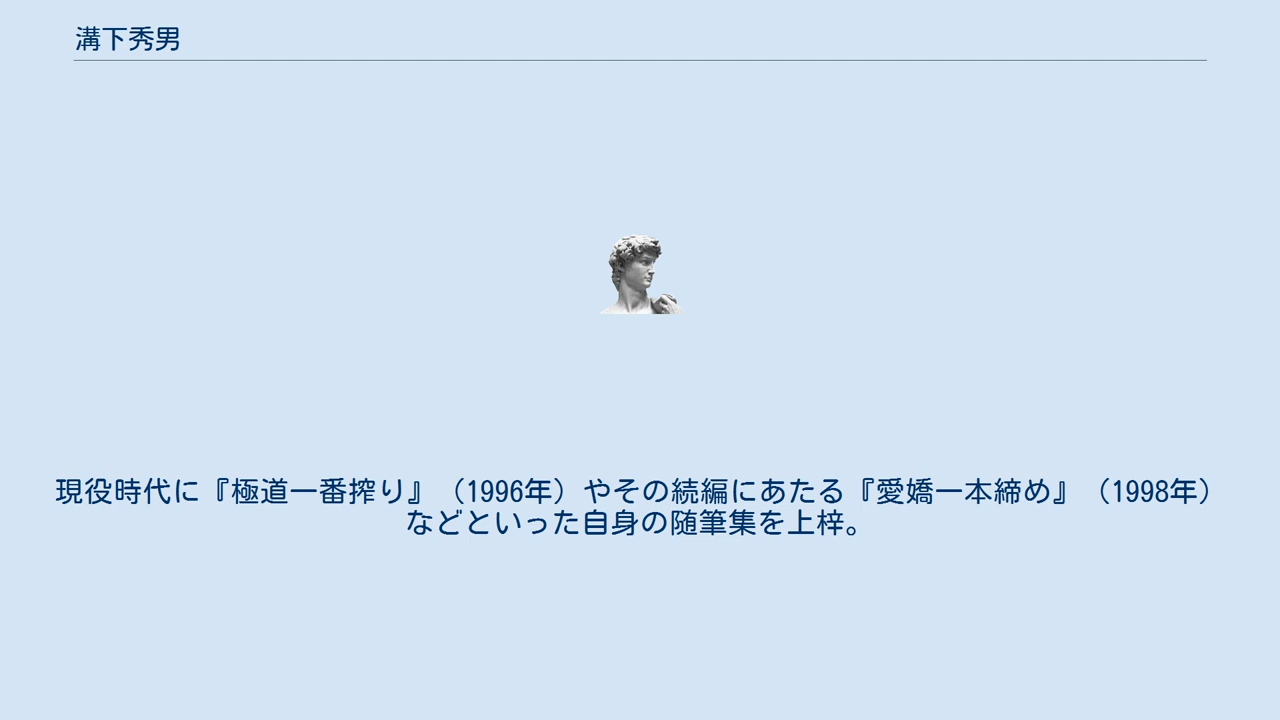 溝下秀男
現役時代に『極道一番搾り』（1996年）やその続編にあたる『愛嬌一本締め』（1998年）
などといった自身の随筆集を上梓。